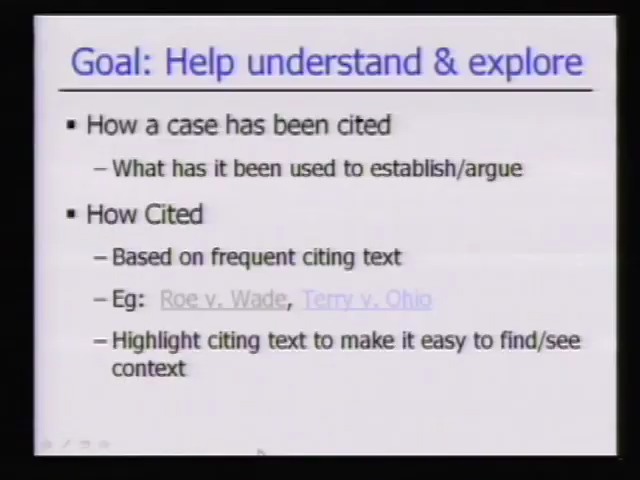 Goal: Help understand & explore
▪ How a case has been cited
– What has it been used to establish/argue
▪ How Cited
– Based on frequent citing text
– Eg: Roe v. Wade, Terry v. Ohio
– Highlight citing text to make it easy to find/see
context